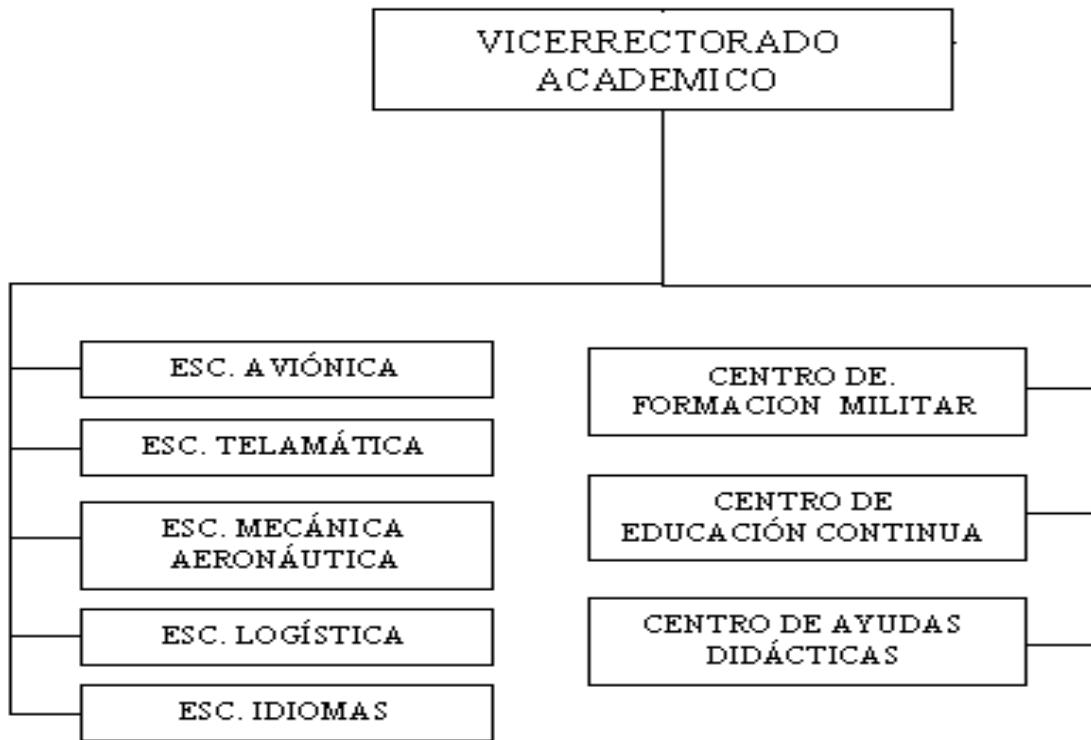 VICERRECTORADO
ACADEMICO
ESC. AVIÓNICA
ESC. TELAMÁTICA
ESC. MECÁNICA
AERONÁUTICA
ESC. LOGÍSTICA
ESC. IDIOMAS
CENTRO DE.
FORMACION MILITAR
CENTRO DE
EDUCACIÓN CONTINUA
CENTRO DE AYUDAS
DIDÁCTICAS